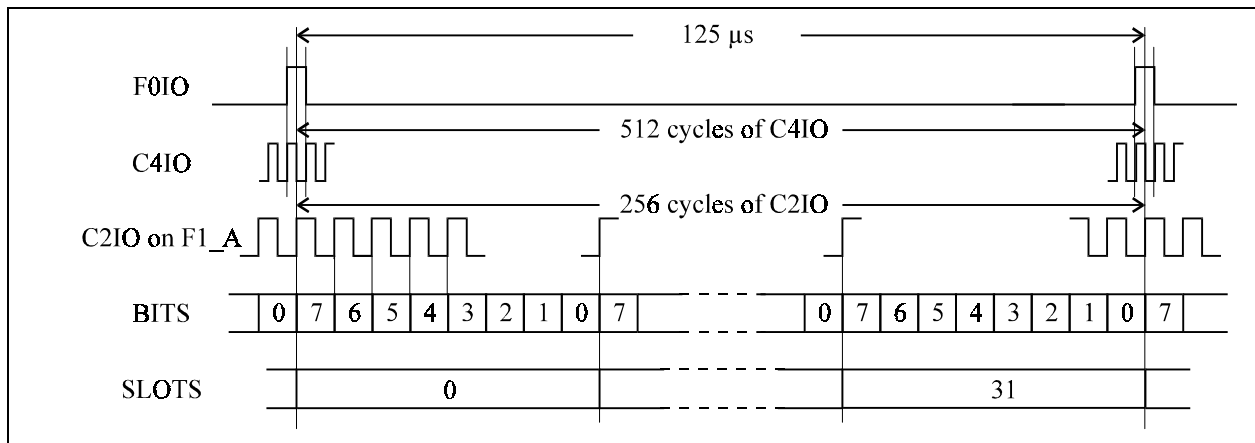 125 µs
F0IO
512 cycles of C4IO
C4IO
256 cycles of C2IO
C2IO on F1_A
BITS 0 7 6 5 4 3 2 1 0 7 0 7 6 5 4 3 2 1 0 7
SLOTS 0 31